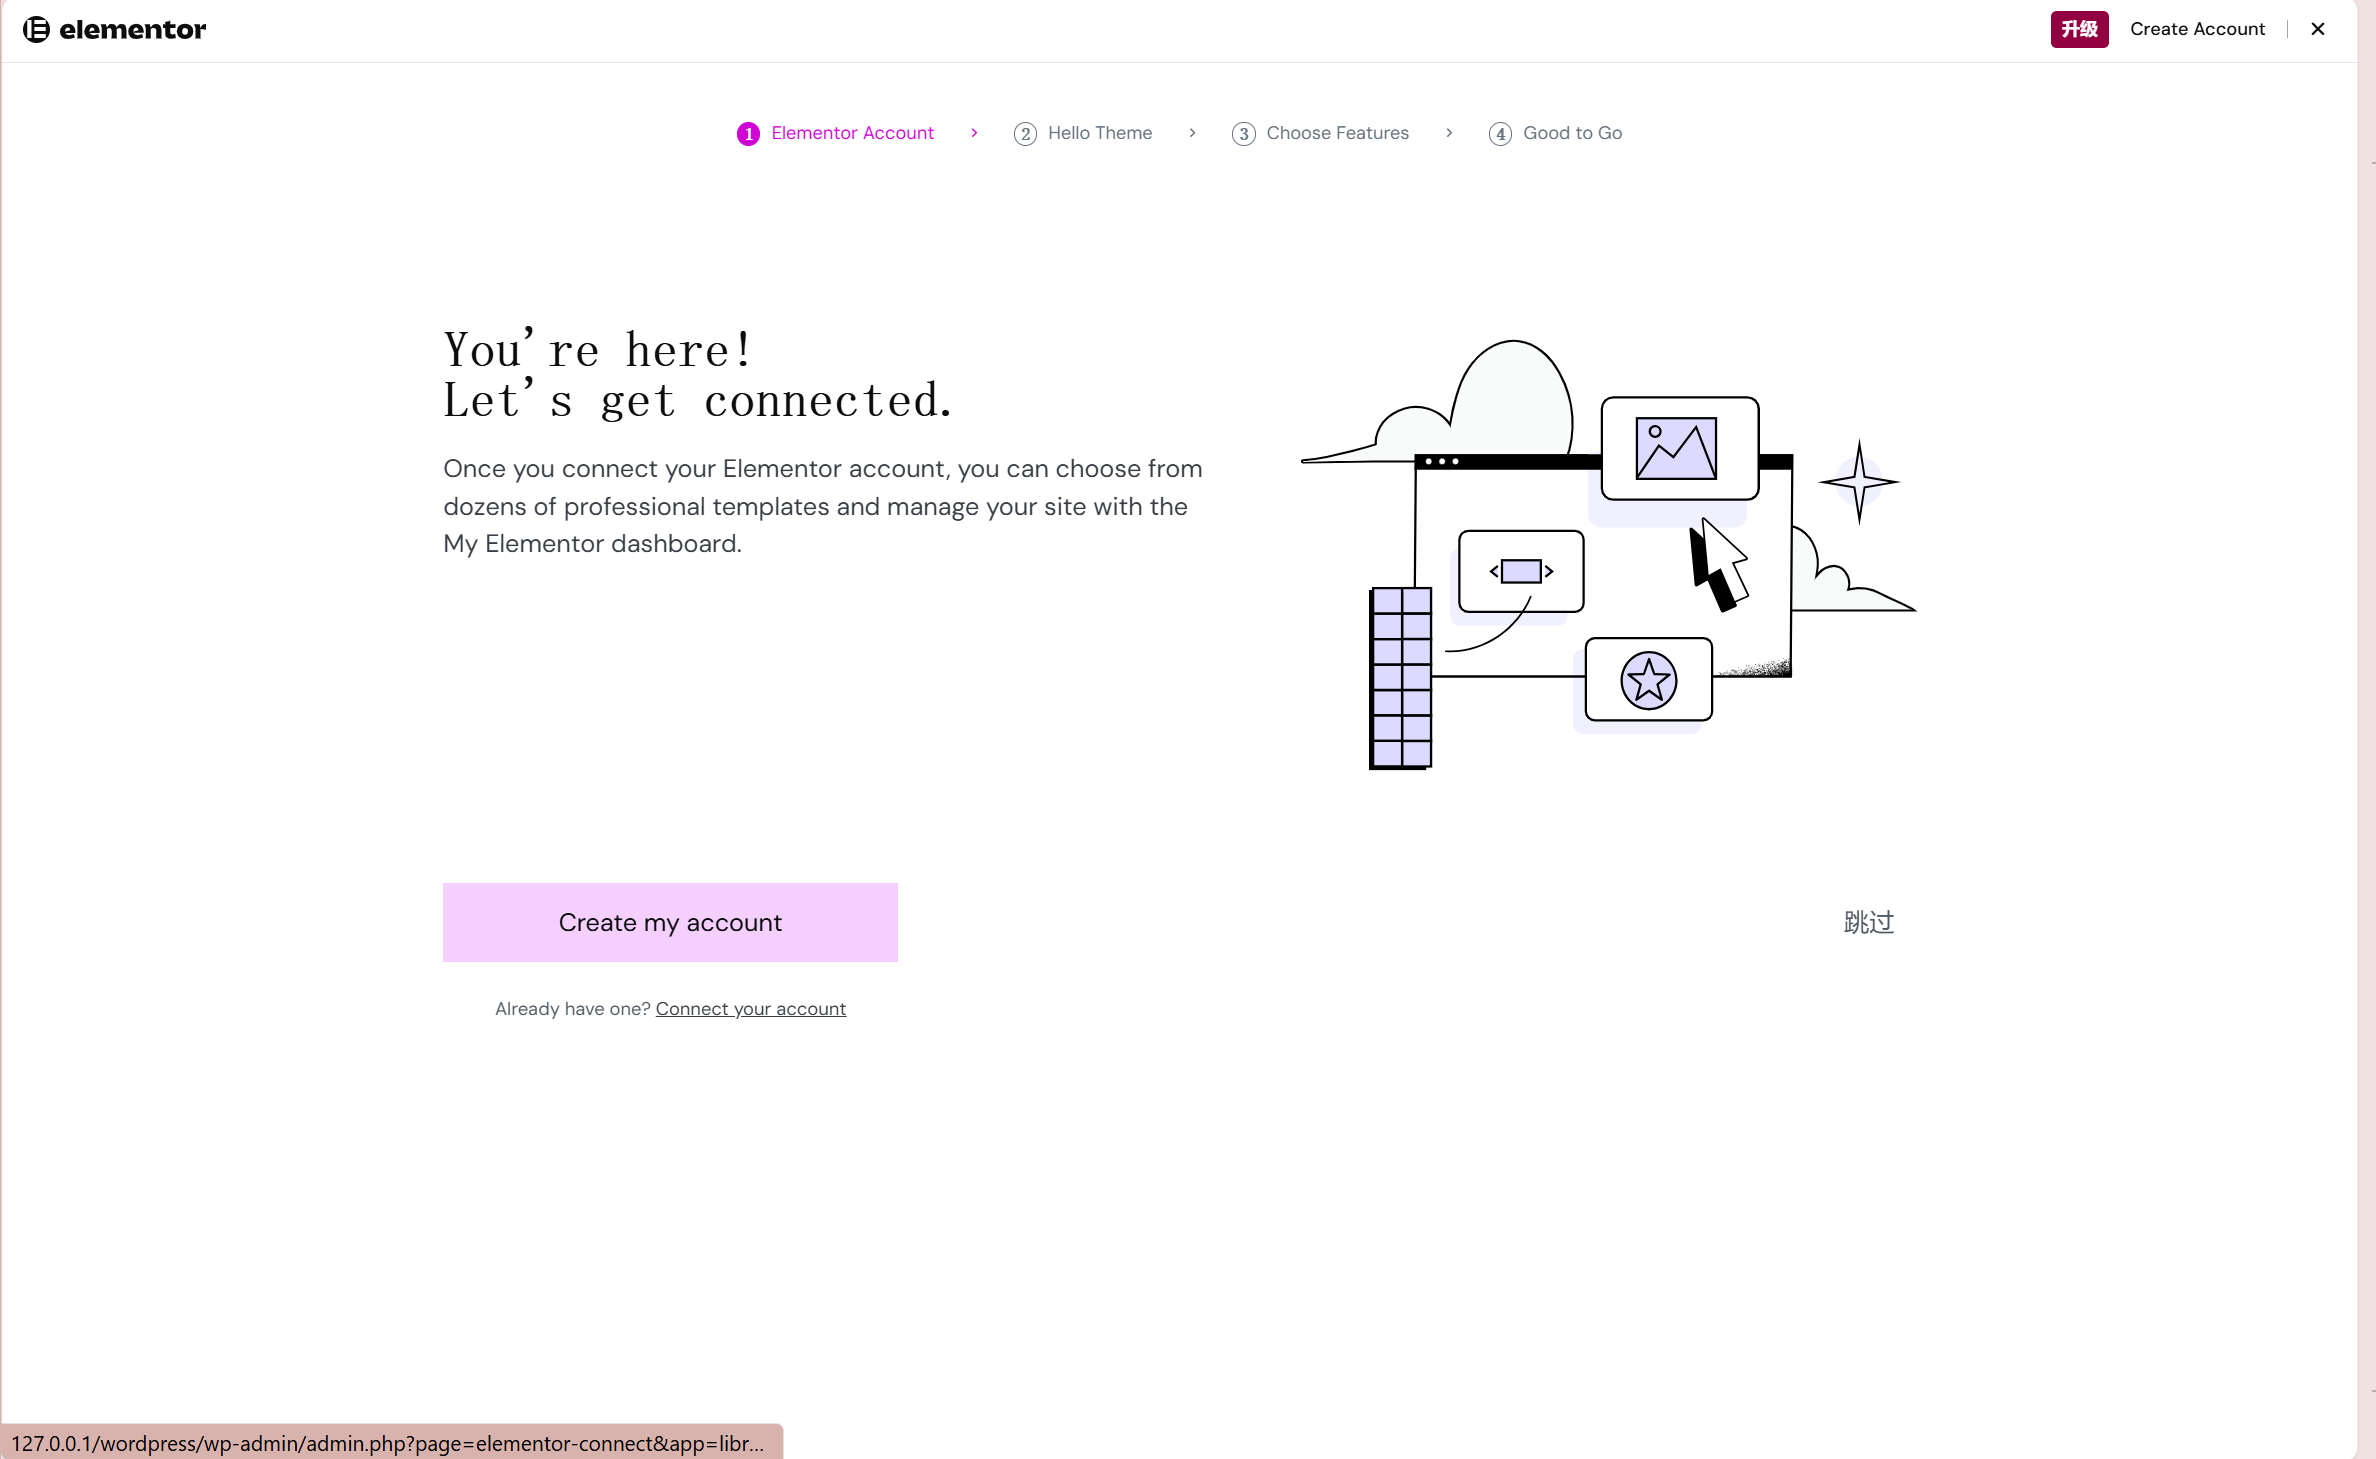 elementor
升级
Create Account
1 Elementor Account
2 Hello Theme
3 Choose Features
4 Good to Go
You're here!
Let's get connected.
Once you connect your Elementor account, you can choose from
dozens of professional templates and manage your site with the
My Elementor dashboard.
Create my account
跳过
Already have one? Connect your account
127.0.0.1/wordpress/wp-admin/admin.php?page=elementor-connect&app=libr...